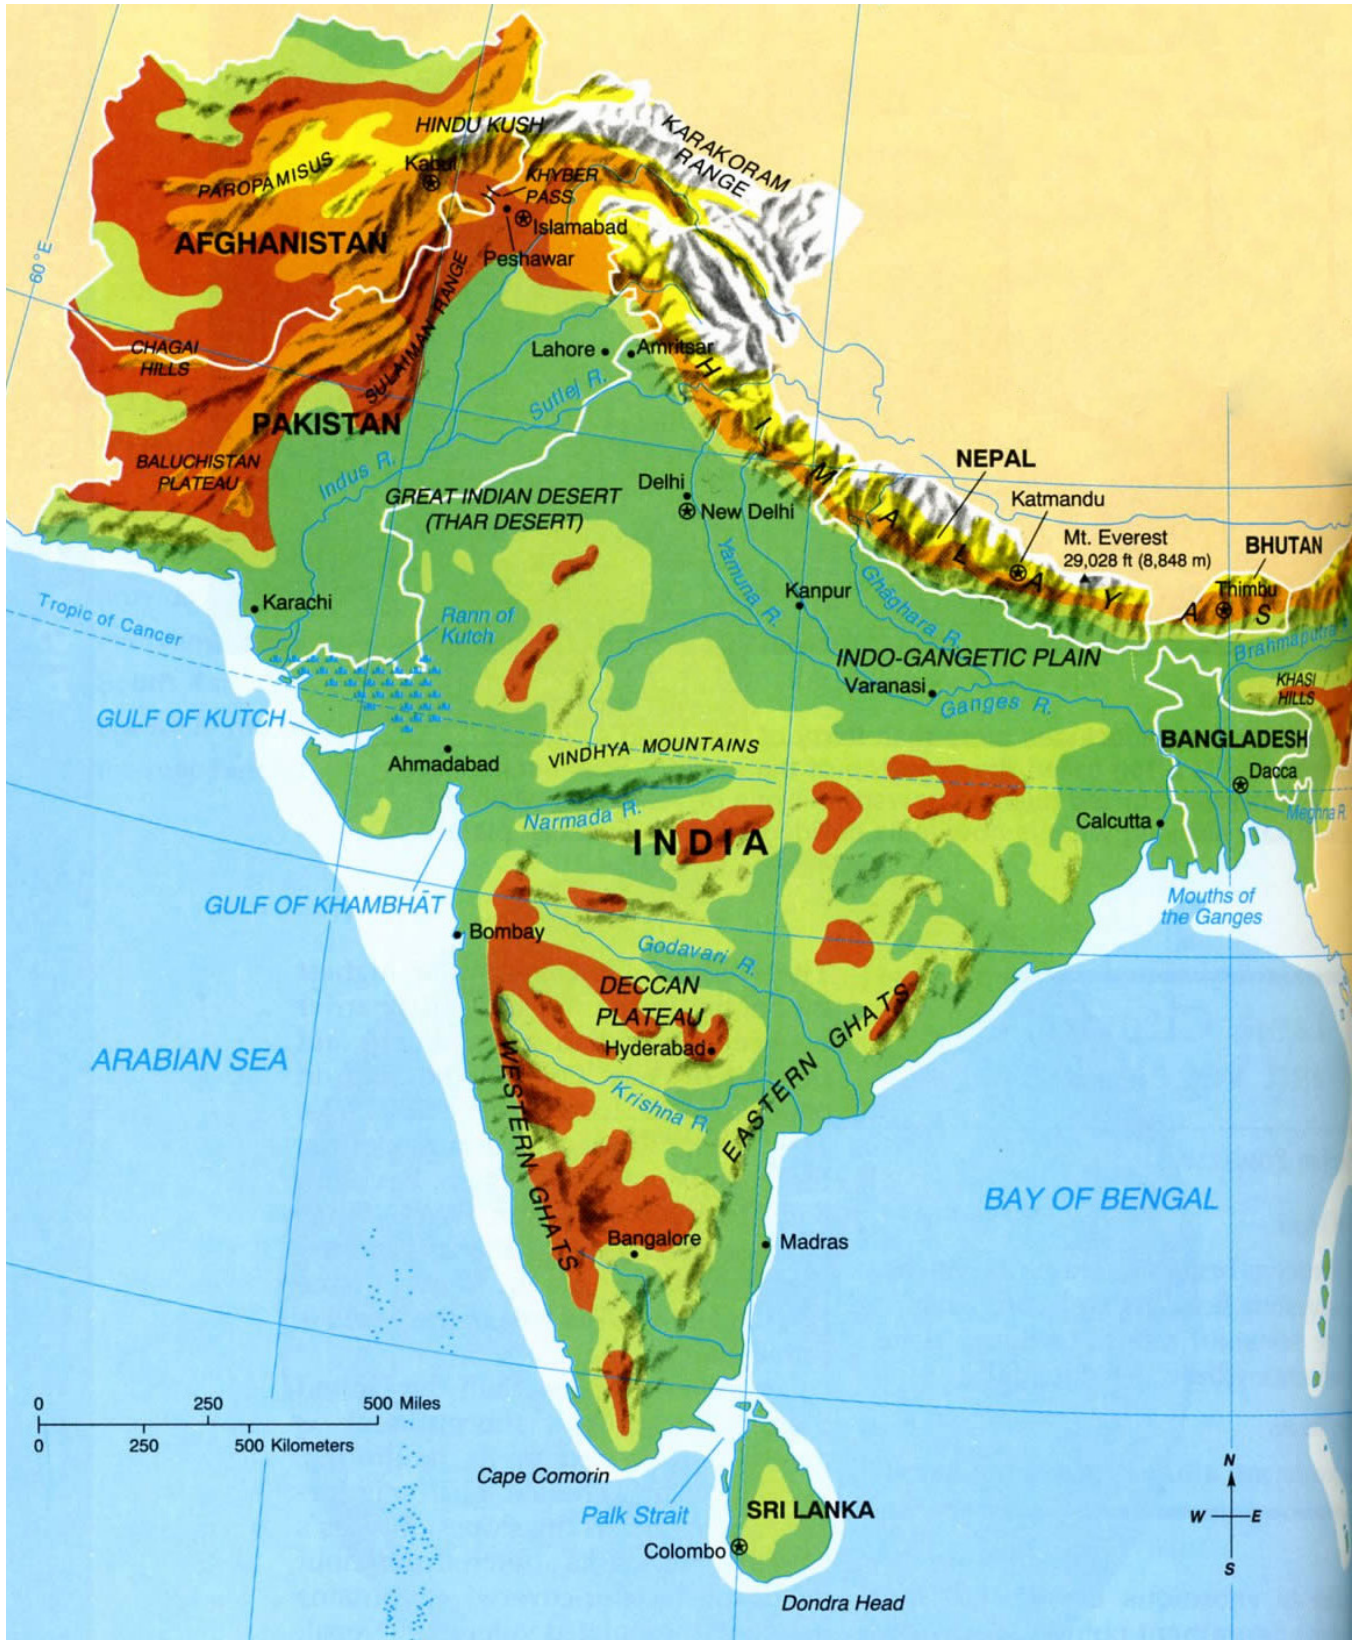 HINDU KUSH
KARAKORAM
RANGE
PAROPAMISUS
Kabul
KHYBER
PASS
Islamabad
AFGHANISTAN
Peshawar
60°E
SULAIMAN RANGE
CHAGAI
HILLS
Lahore
Amritsar
Sutlej R.
PAKISTAN
HIMALAYAS
BALUCHISTAN
PLATEAU
Indus R.
GREAT INDIAN DESERT
(THAR DESERT)
Delhi
New Delhi
NEPAL
Katmandu
Mt. Everest
29,028 ft (8,848 m)
BHUTAN
Thimbu
Karachi
Tropic of Cancer
Rann of
Kutch
Yamuna R.
Kanpur
Ghāghara R.
Brahmaputra
INDO-GANGETIC PLAIN
Varanasi
Ganges R.
KHASI
HILLS
GULF OF KUTCH
Ahmadabad
VINDHYA MOUNTAINS
BANGLADESH
Dacca
Narmada R.
INDIA
Calcutta
Meghna R.
GULF OF KHAMBHĀT
Mouths of
the Ganges
Bombay
Godavari R.
DECCAN
PLATEAU
Hyderabad
EASTERN GHATS
ARABIAN SEA
WESTERN GHATS
Krishna R.
BAY OF BENGAL
Bangalore
Madras
0 250 500 Miles
0 250 500 Kilometers
Cape Comorin
Palk Strait
SRI LANKA
Colombo
Dondra Head
N
W E
S